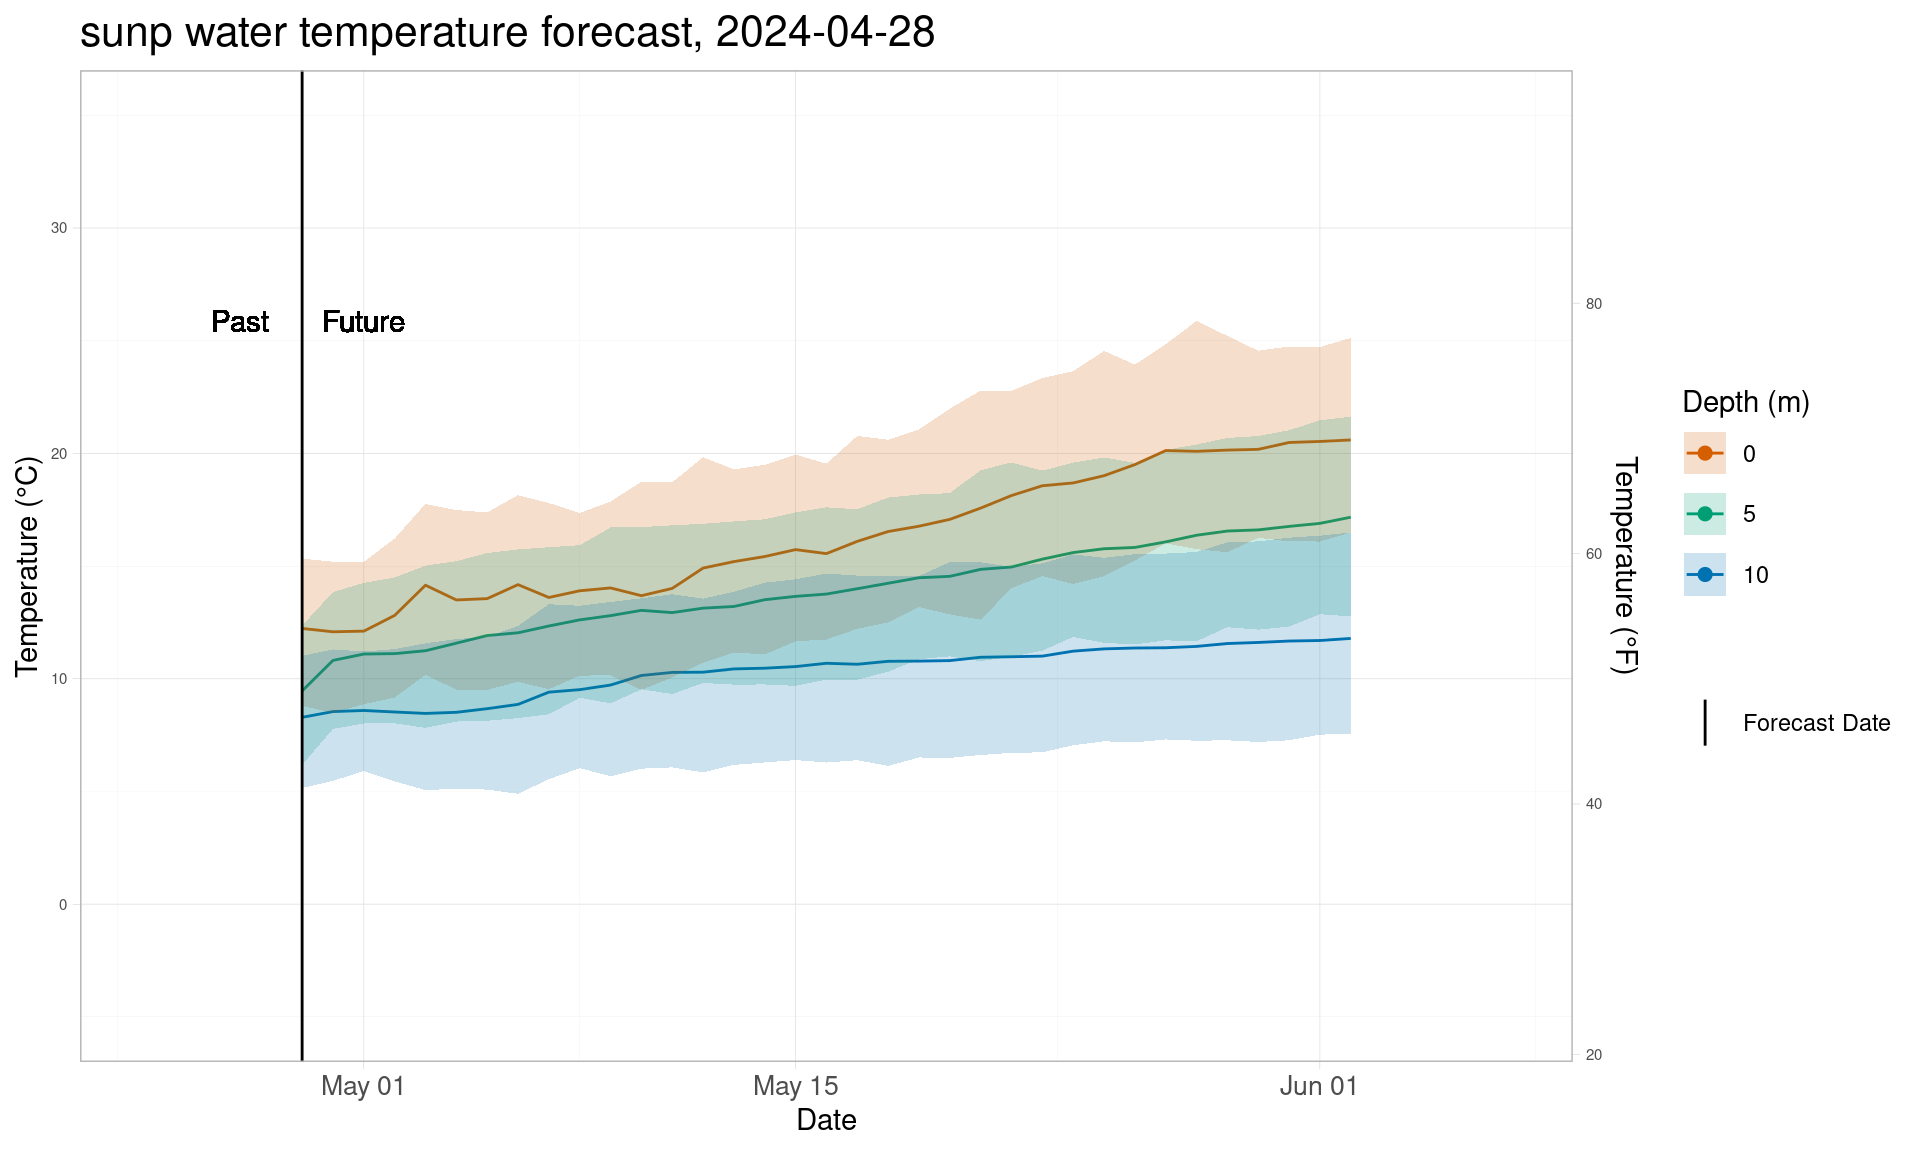 sunp water temperature forecast, 2024-04-28
30
20
10
0
Temperature (°C)
Past
Future
80
60
40
20
Temperature (°F)
May 01
May 15
Jun 01
Date
Depth (m)
0
5
10
Forecast Date